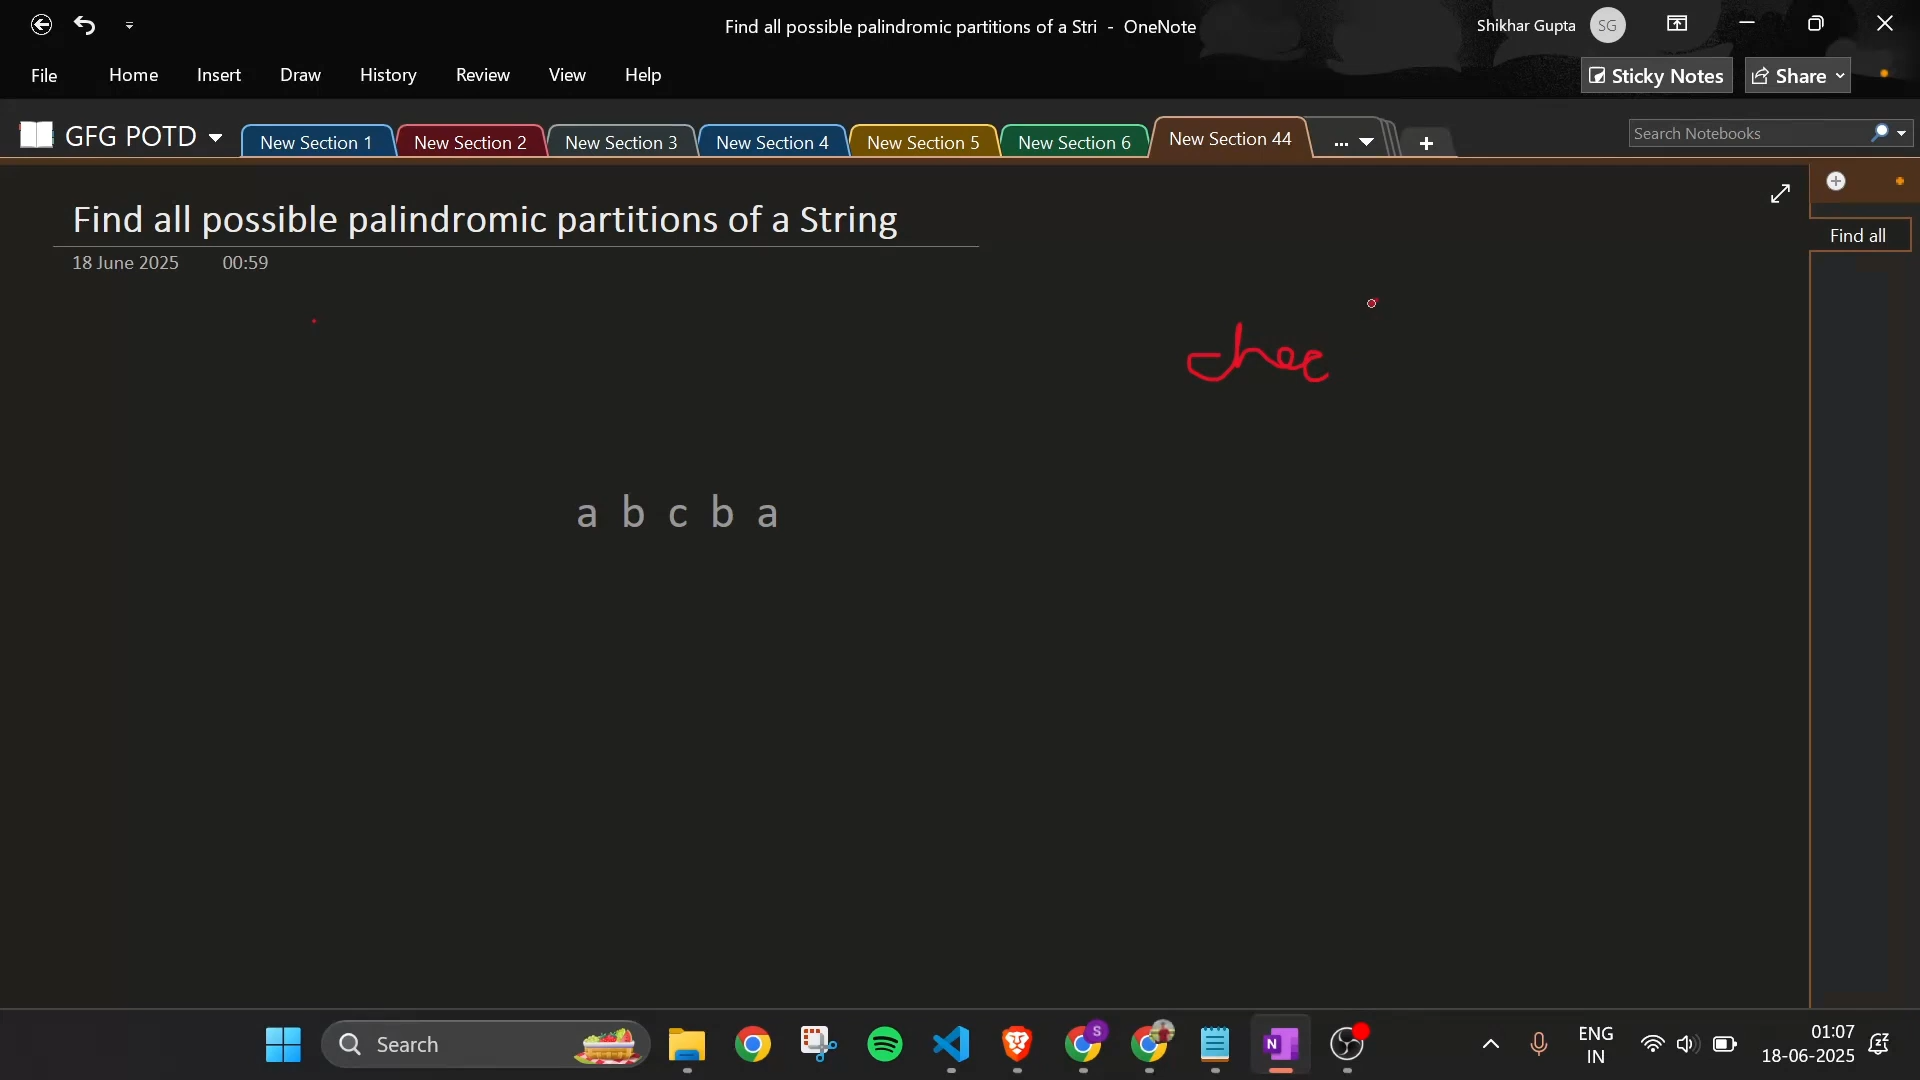 Find all possible palindromic partitions of a Stri - OneNote
Shikhar Gupta SG
File Home Insert Draw History Review View Help
Sticky Notes Share
GFG POTD New Section 1 New Section 2 New Section 3 New Section 4 New Section 5 New Section 6 New Section 44 ... + Search Notebooks
Find all possible palindromic partitions of a String
Find all
18 June 2025 00:59
chec
a b c b a
Search
S
N
ENG
IN
01:07
18-06-2025